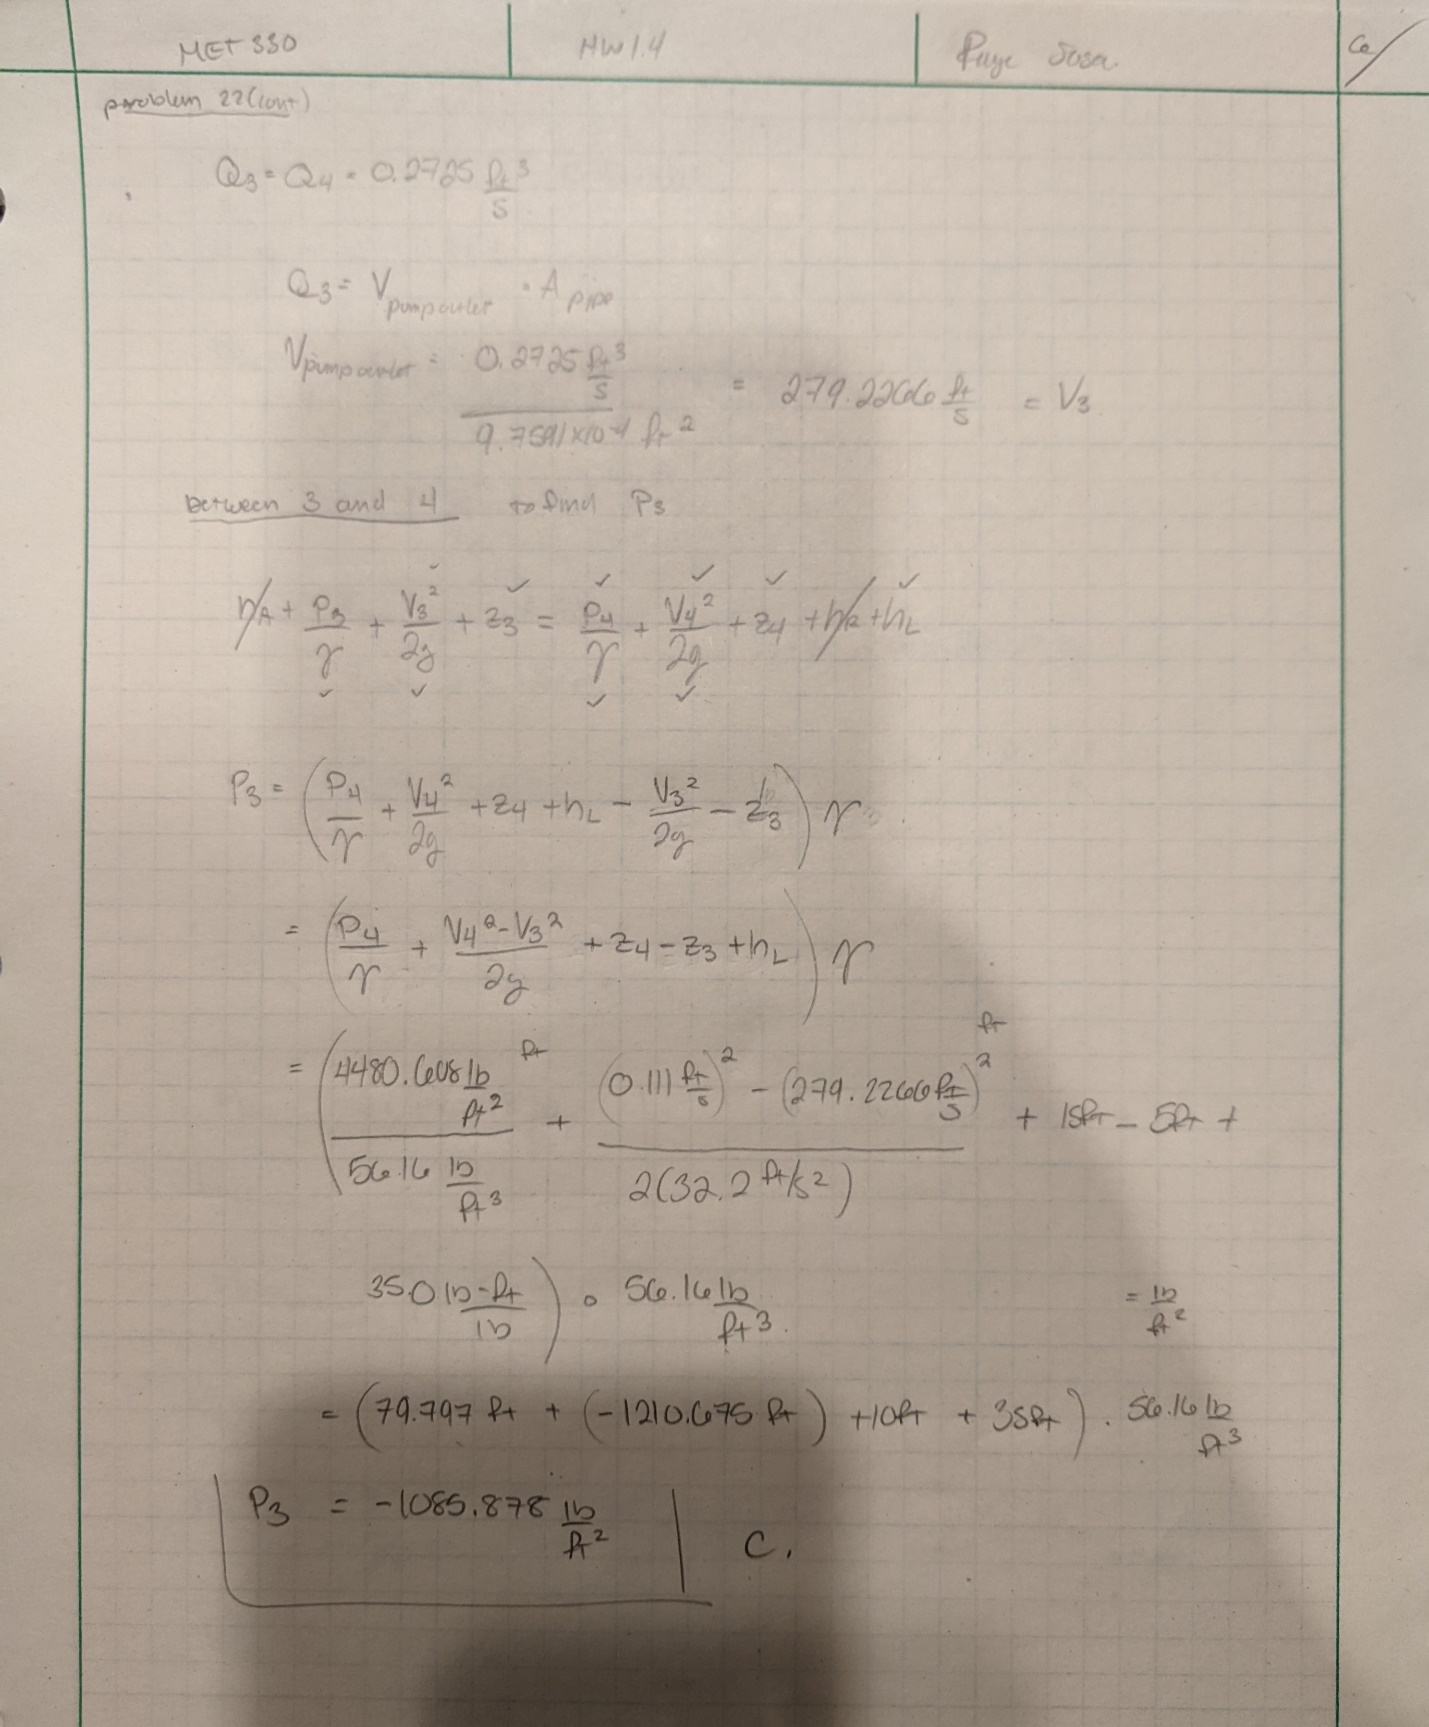 MET 330 HW 1.4 Paige Sosa 6/
problem 22 (cont)
Q3 = Q4 = 0.2725 ft³/s
Q3 = V pump outlet · A pipe
V pump outlet = 0.2725 ft³/s / 9.7591x10⁻⁴ ft² = 279.2266 ft/s = V3
between 3 and 4 to find P3
hA + P3/γ + V3²/2g + z3 = P4/γ + V4²/2g + z4 + hR + hL
P3 = (P4/γ + V4²/2g + z4 + hL - V3²/2g - z3) γ
= (P4/γ + V4² - V3²/2g + z4 - z3 + hL) γ
= (4480.608 lb/ft² / 56.16 lb/ft³ ft + (0.111 ft/s)² - (279.2266 ft/s)² / 2(32.2 ft/s²) ft + 15ft - 5ft +
35.0 lb-ft/lb) · 56.16 lb/ft³ = lb/ft²
= (79.797 ft + (-1210.675 ft) + 10ft + 35ft) · 56.16 lb/ft³
P3 = -1085.878 lb/ft² C.